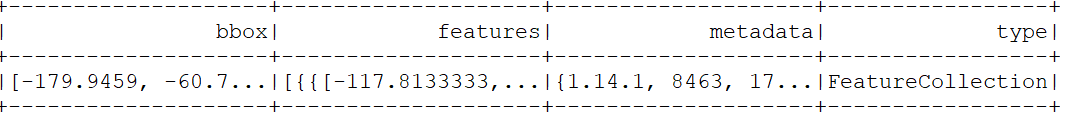 +--------------------+--------------------+--------------------+-----------------+
|                bbox|            features|            metadata|             type|
+--------------------+--------------------+--------------------+-----------------+
|[-179.9459, -60.7...|[{{[-117.8133333,...|{1.14.1, 8463, 17...|FeatureCollection|
+--------------------+--------------------+--------------------+-----------------+